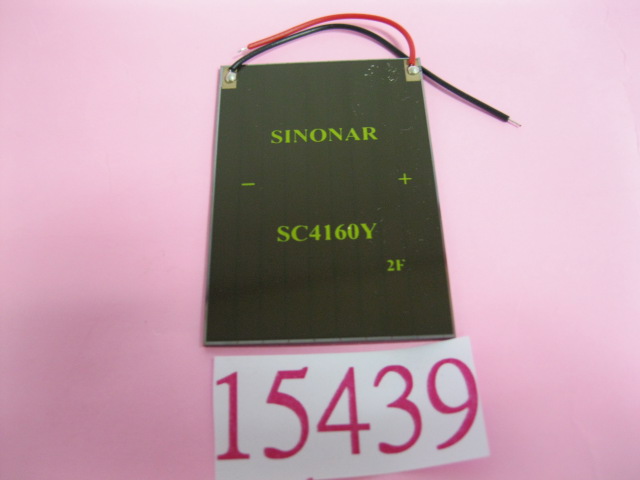 SINONAR
− +
SC4160Y
2F
15439